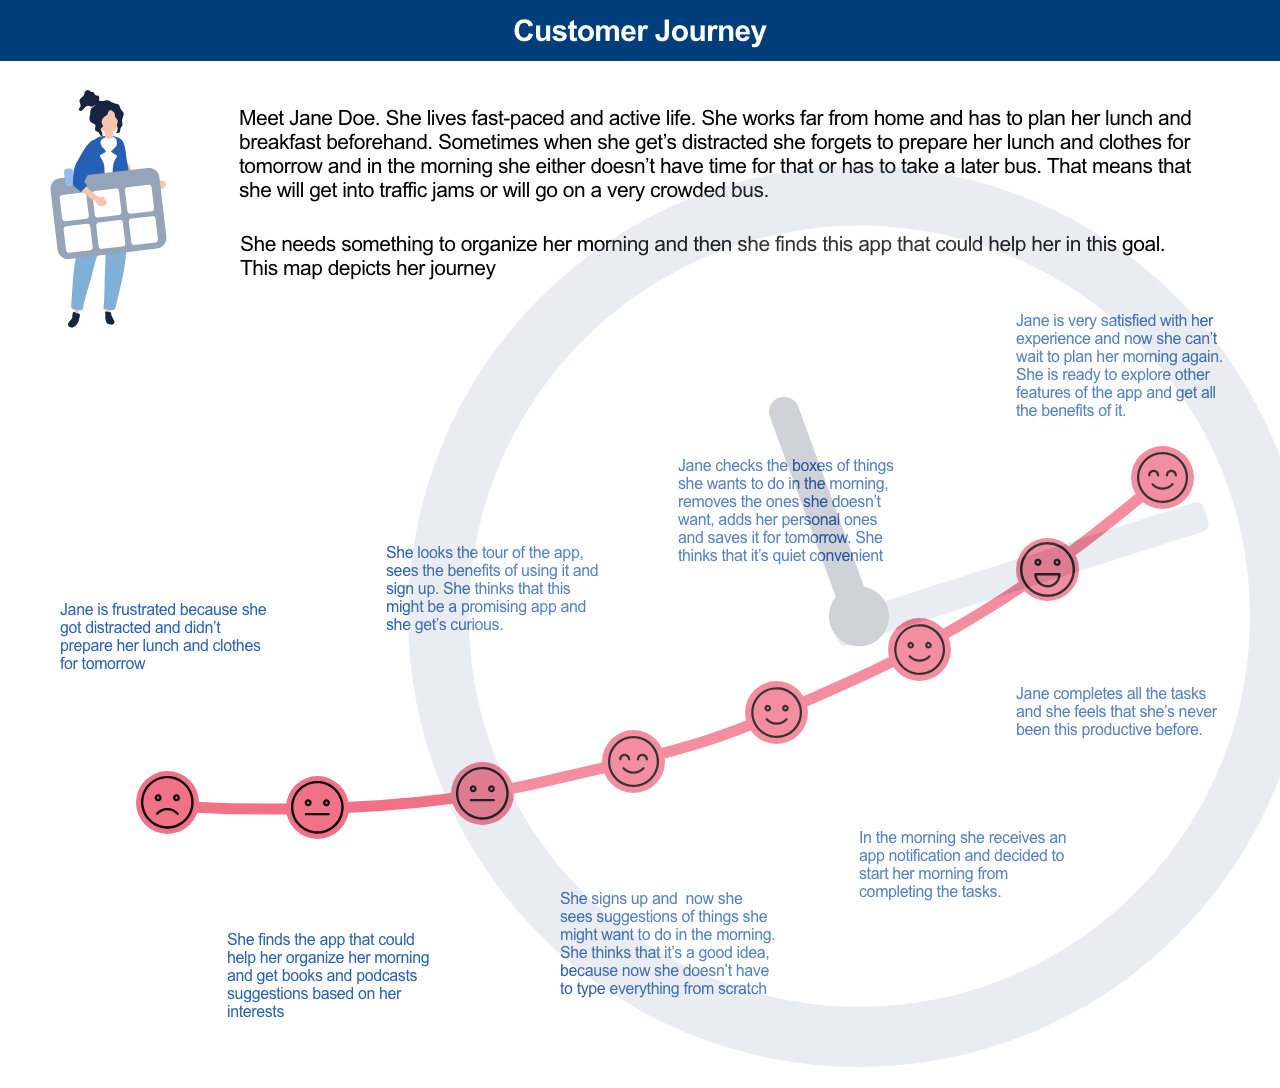 Customer Journey
Meet Jane Doe. She lives fast-paced and active life. She works far from home and has to plan her lunch and
breakfast beforehand. Sometimes when she get’s distracted she forgets to prepare her lunch and clothes for
tomorrow and in the morning she either doesn’t have time for that or has to take a later bus. That means that
she will get into traffic jams or will go on a very crowded bus.
She needs something to organize her morning and then she finds this app that could help her in this goal.
This map depicts her journey
Jane is frustrated because she
got distracted and didn’t
prepare her lunch and clothes
for tomorrow
She finds the app that could
help her organize her morning
and get books and podcasts
suggestions based on her
interests
She looks the tour of the app,
sees the benefits of using it and
sign up. She thinks that this
might be a promising app and
she get’s curious.
She signs up and  now she
sees suggestions of things she
might want to do in the morning.
She thinks that it’s a good idea,
because now she doesn’t have
to type everything from scratch
Jane checks the boxes of things
she wants to do in the morning,
removes the ones she doesn’t
want, adds her personal ones
and saves it for tomorrow. She
thinks that it’s quiet convenient
In the morning she receives an
app notification and decided to
start her morning from
completing the tasks.
Jane completes all the tasks
and she feels that she’s never
been this productive before.
Jane is very satisfied with her
experience and now she can’t
wait to plan her morning again.
She is ready to explore other
features of the app and get all
the benefits of it.